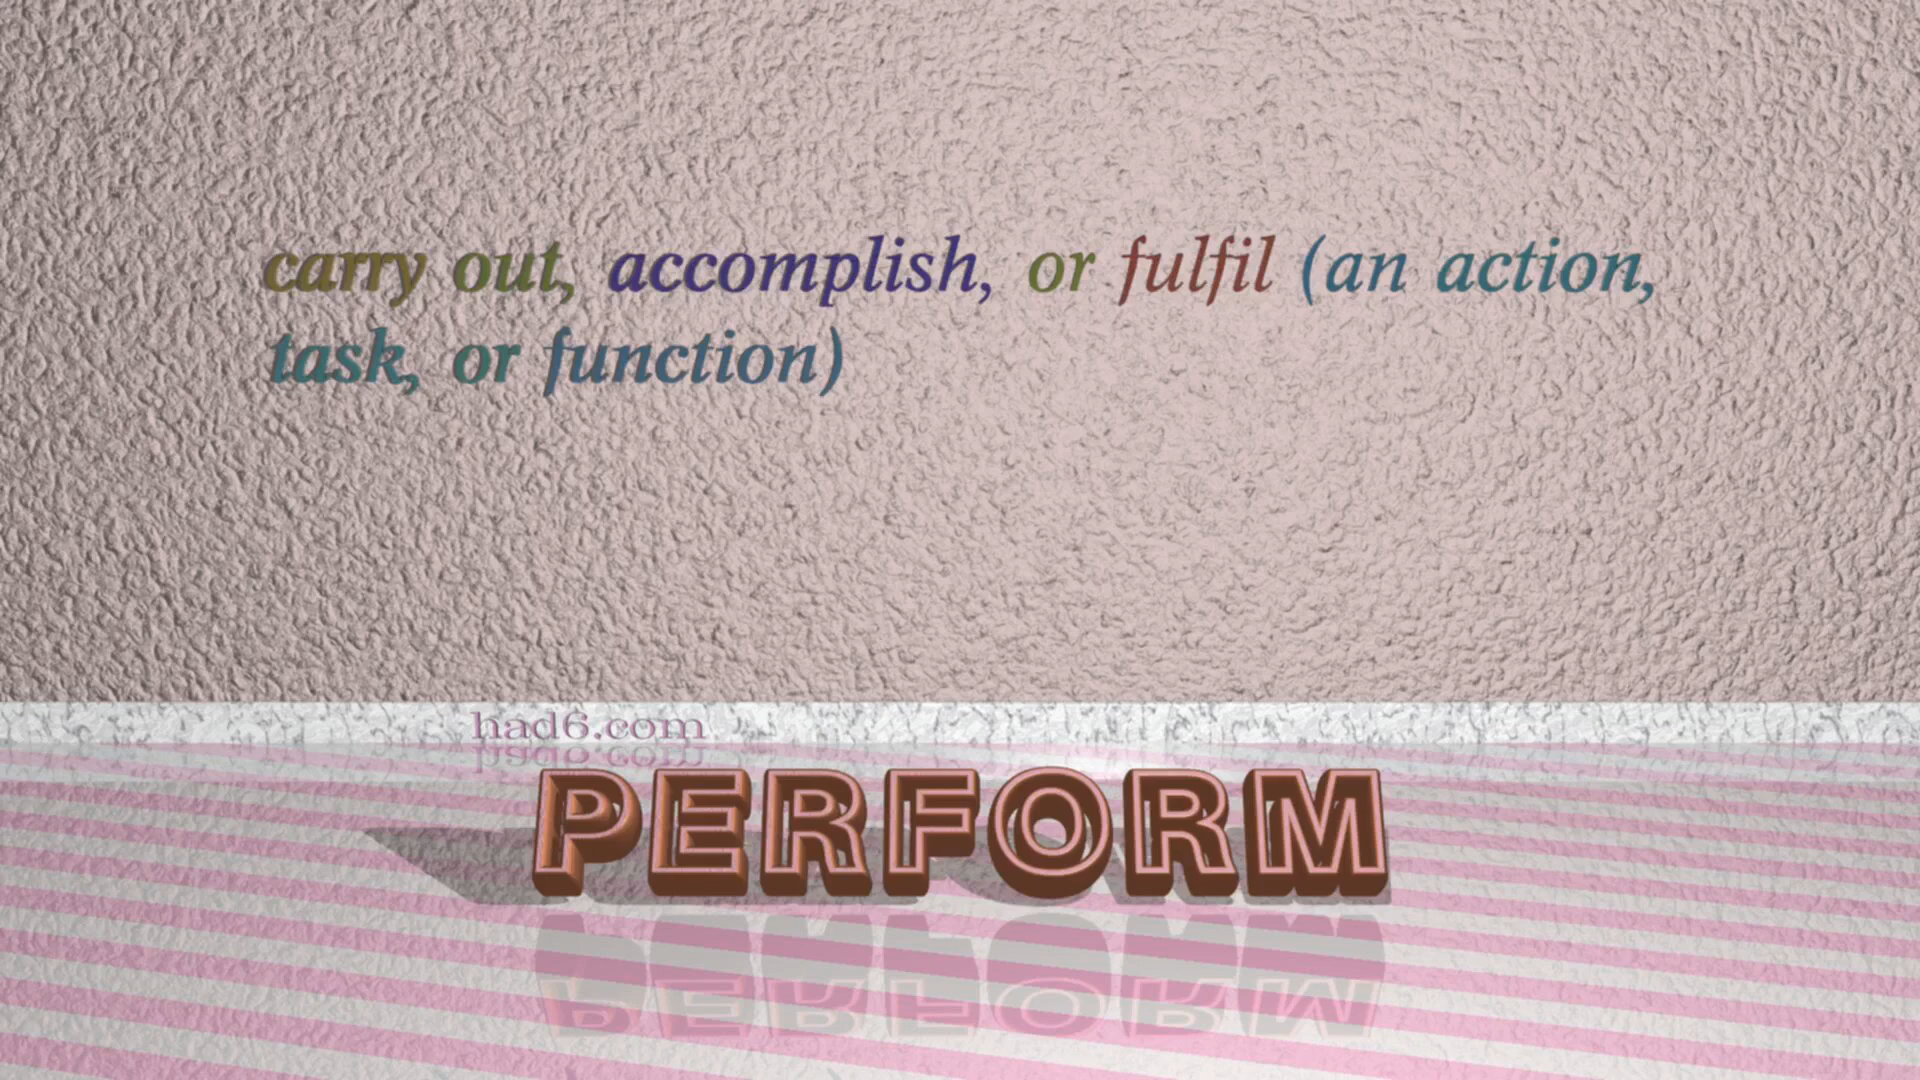 carry out, accomplish, or fulfil (an action,
task, or function)
had6.com
PERFORM